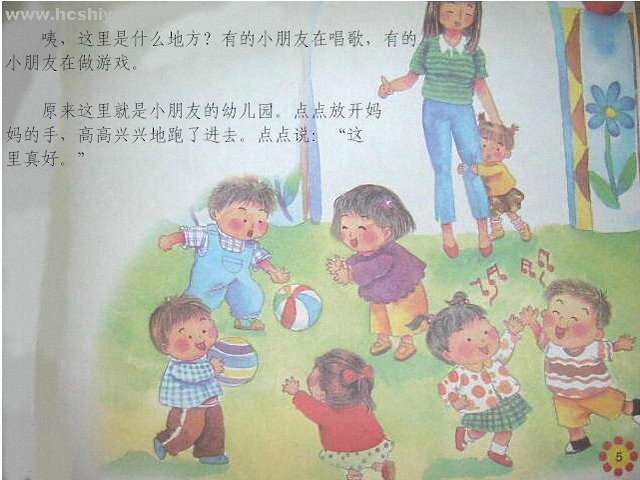 www.hcshiy
咦，这里是什么地方？有的小朋友在唱歌，有的
小朋友在做游戏。
原来这里就是小朋友的幼儿园。点点放开妈
妈的手，高高兴兴地跑了进去。点点说：“这
里真好。”
5